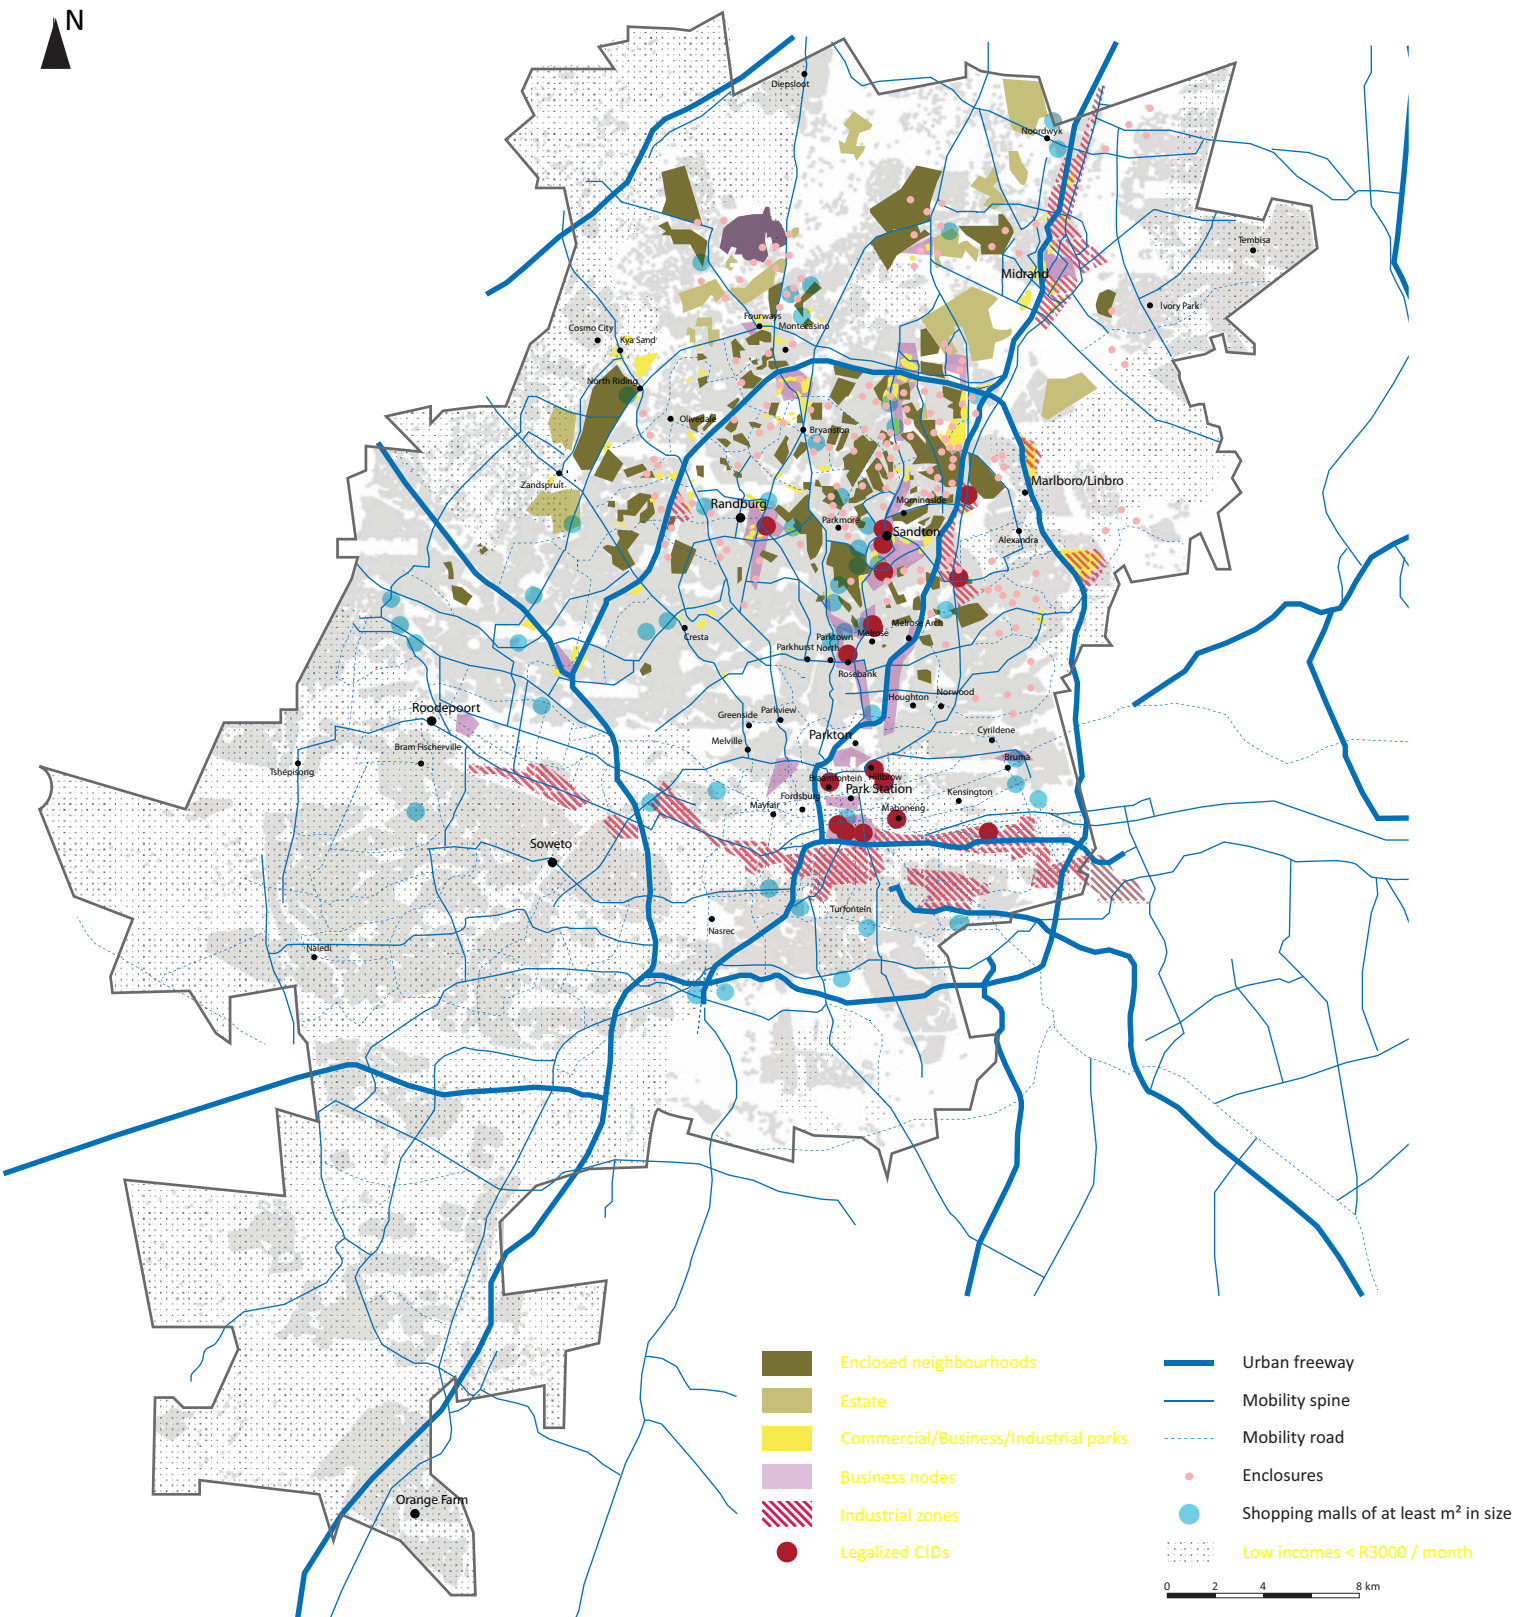 N
Diepsloot
Noordwyk
Tembisa
Midrand
Ivory Park
Fourways
Montecasino
Cosmo City
Kya Sand
North Riding
Olivedale
Bryanston
Zandspruit
Marlboro/Linbro
Randburg
Morningside
Parkmore
Sandton
Alexandra
Cresta
Melrose Arch
Parktown
North
Melrose
Parkhurst
Rosebank
Houghton
Norwood
Roodepoort
Greenside
Parkview
Bram Fischerville
Melville
Parkton
Cyrildene
Bruma
Tshepisong
Braamfontein
Hillbrow
Park Station
Kensington
Fordsburg
Mayfair
Maboneng
Soweto
Turfontein
Nasrec
Naledi
Orange Farm
Enclosed neighbourhoods
Estate
Commercial/Business/Industrial parks
Business nodes
Industrial zones
Legalized CIDs
Urban freeway
Mobility spine
Mobility road
Enclosures
Shopping malls of at least m² in size
Low incomes < R3000 / month
0 2 4 8 km